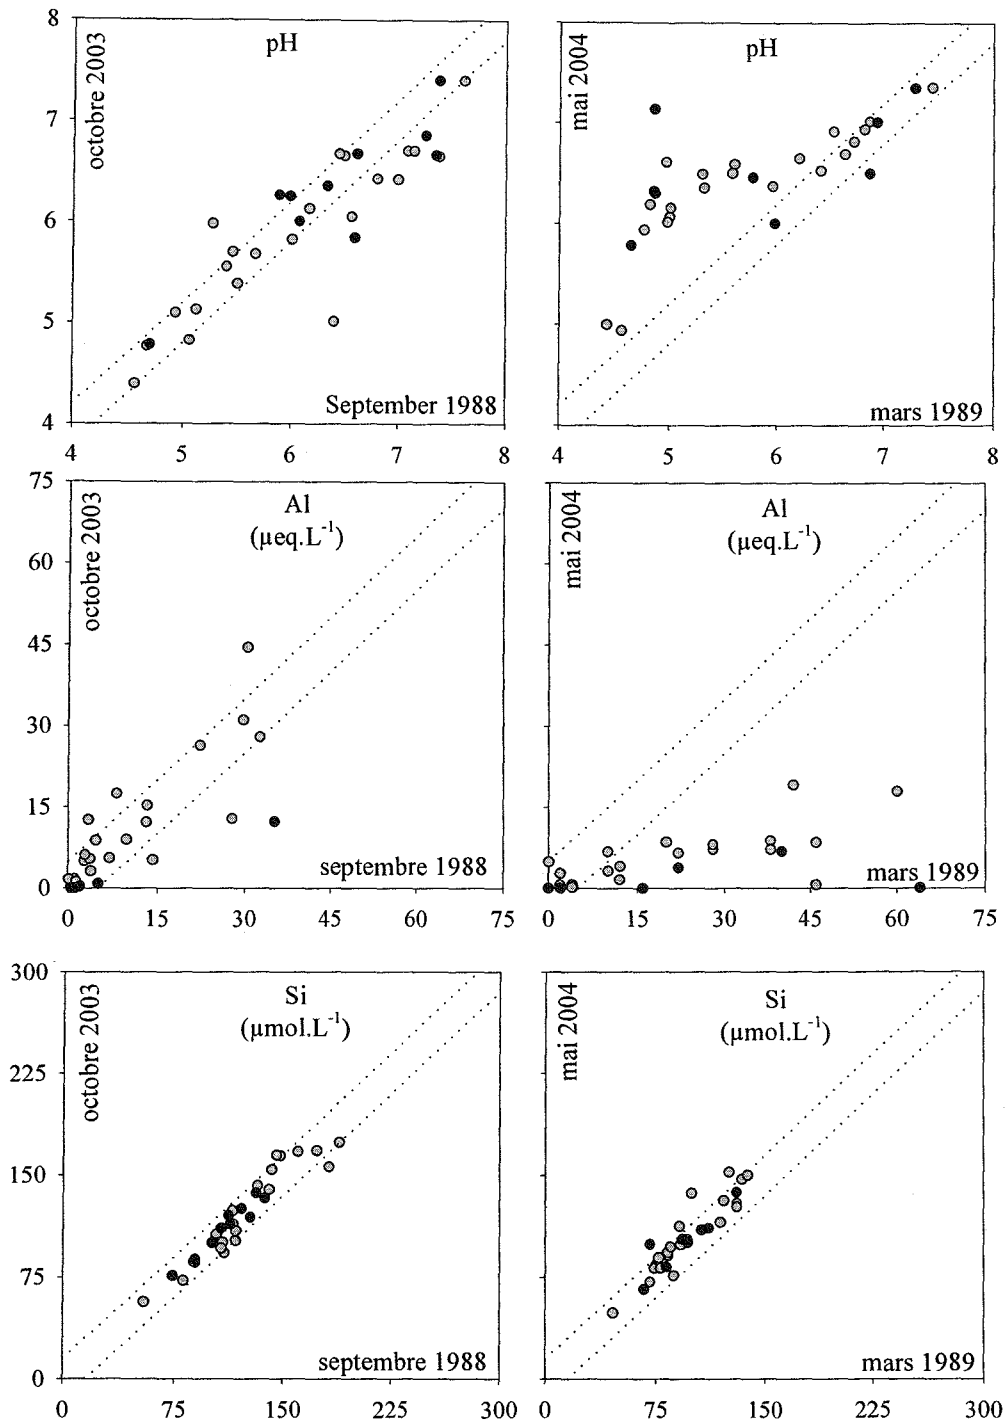 8
7
6
5
4
octobre 2003
pH
September 1988
4 5 6 7 8
mai 2004
pH
mars 1989
4 5 6 7 8
75
60
45
30
15
0
octobre 2003
Al
(µeq.L⁻¹)
septembre 1988
0 15 30 45 60 75
mai 2004
Al
(µeq.L⁻¹)
mars 1989
0 15 30 45 60 75
300
225
150
75
0
octobre 2003
Si
(µmol.L⁻¹)
septembre 1988
0 75 150 225 300
mai 2004
Si
(µmol.L⁻¹)
mars 1989
0 75 150 225 300